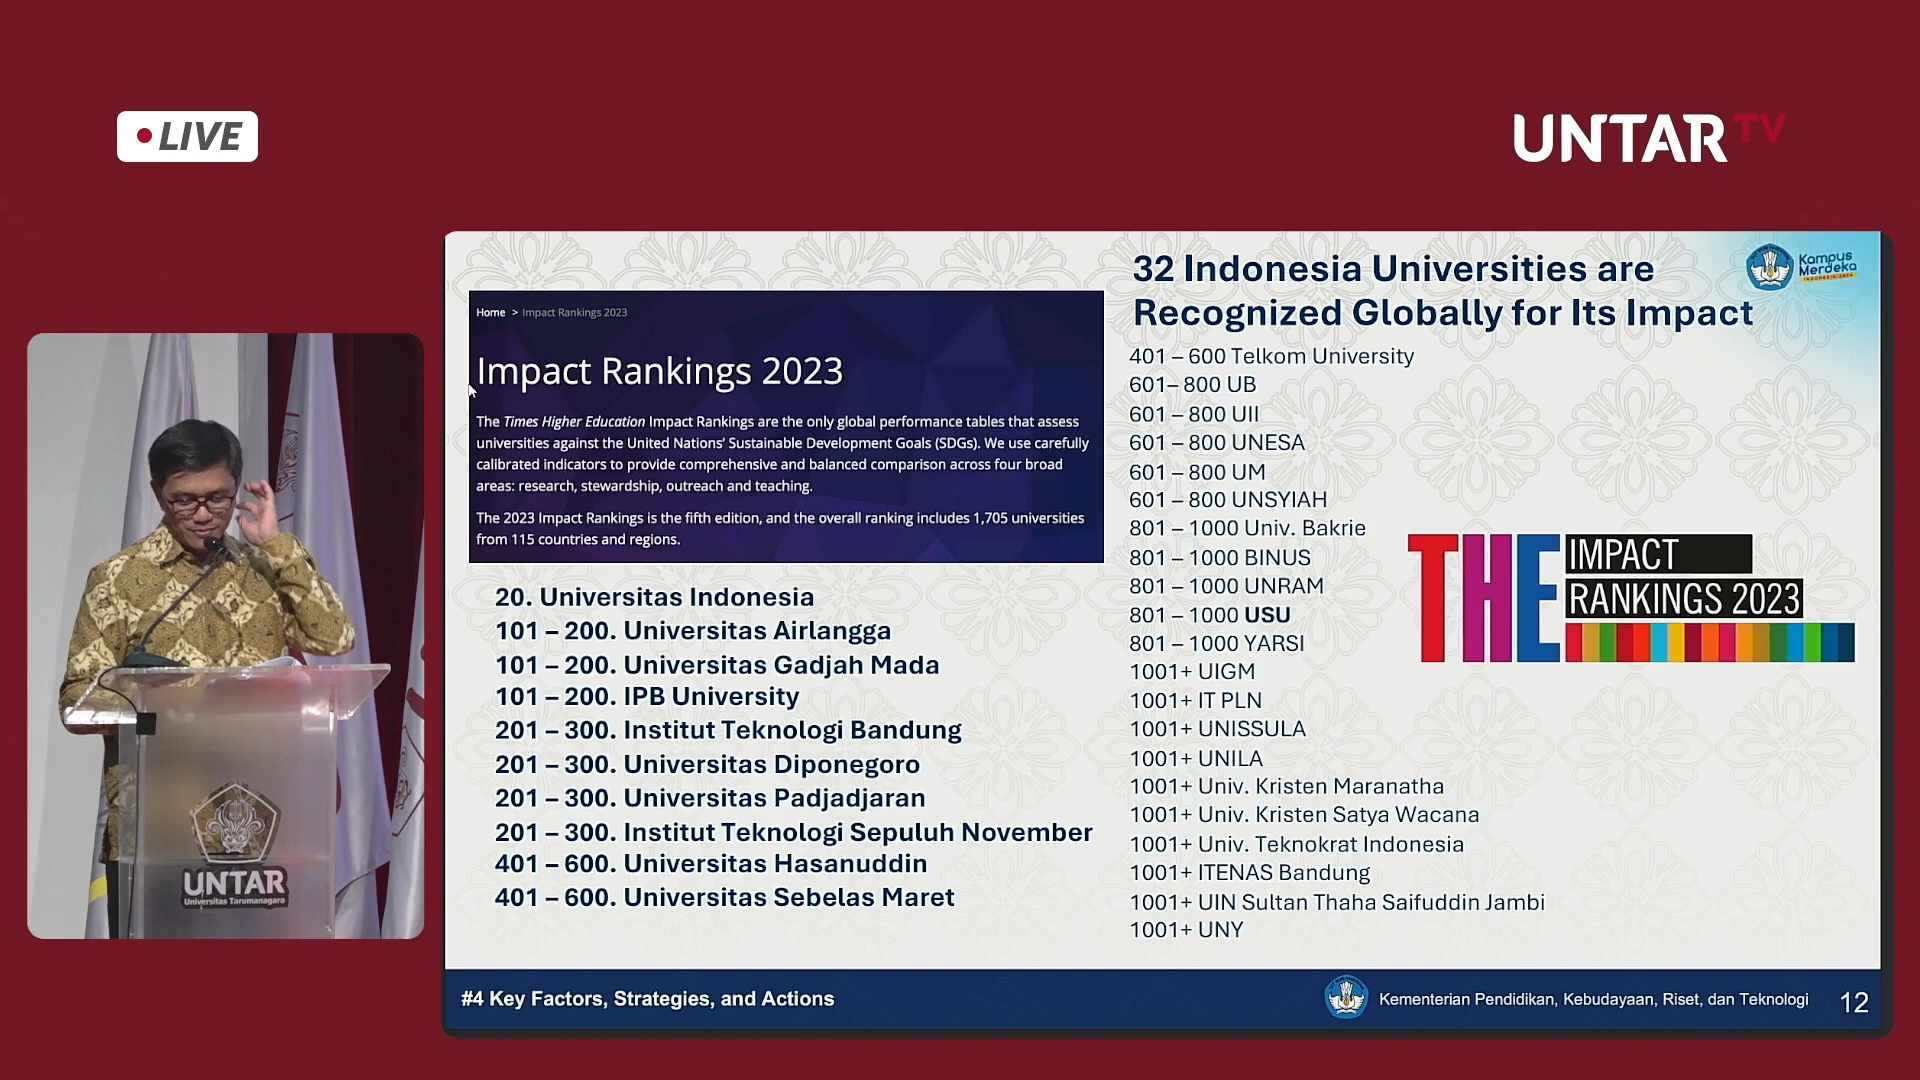 LIVE
UNTAR TV
32 Indonesia Universities are
Recognized Globally for Its Impact
Kampus
Merdeka
Home > Impact Rankings 2023
Impact Rankings 2023
The Times Higher Education Impact Rankings are the only global performance tables that assess
universities against the United Nations' Sustainable Development Goals (SDGs). We use carefully
calibrated indicators to provide comprehensive and balanced comparison across four broad
areas: research, stewardship, outreach and teaching.
The 2023 Impact Rankings is the fifth edition, and the overall ranking includes 1,705 universities
from 115 countries and regions.
20. Universitas Indonesia
101 – 200. Universitas Airlangga
101 – 200. Universitas Gadjah Mada
101 – 200. IPB University
201 – 300. Institut Teknologi Bandung
201 – 300. Universitas Diponegoro
201 – 300. Universitas Padjadjaran
201 – 300. Institut Teknologi Sepuluh November
401 – 600. Universitas Hasanuddin
401 – 600. Universitas Sebelas Maret
401 – 600 Telkom University
601– 800 UB
601 – 800 UII
601 – 800 UNESA
601 – 800 UM
601 – 800 UNSYIAH
801 – 1000 Univ. Bakrie
801 – 1000 BINUS
801 – 1000 UNRAM
801 – 1000 USU
801 – 1000 YARSI
1001+ UIGM
1001+ IT PLN
1001+ UNISSULA
1001+ UNILA
1001+ Univ. Kristen Maranatha
1001+ Univ. Kristen Satya Wacana
1001+ Univ. Teknokrat Indonesia
1001+ ITENAS Bandung
1001+ UIN Sultan Thaha Saifuddin Jambi
1001+ UNY
THE IMPACT
RANKINGS 2023
UNTAR
Universitas Tarumanagara
#4 Key Factors, Strategies, and Actions
Kementerian Pendidikan, Kebudayaan, Riset, dan Teknologi
12